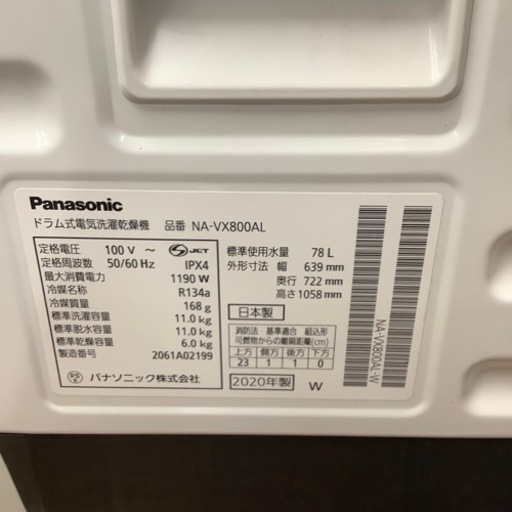 Panasonic
ドラム式電気洗濯乾燥機 品番 NA-VX800AL
定格電圧 100 V ～
定格周波数 50/60 Hz
最大消費電力 1190 W
冷媒名称 R134a
冷媒質量 168 g
標準洗濯容量 11.0 kg
標準脱水容量 11.0 kg
標準乾燥容量 6.0 kg
製造番号 2061A02199
PS E パナソニック株式会社
JET
IPX4
標準使用水量 78 L
外形寸法 幅 639 mm
奥行 722 mm
高さ 1058 mm
日本製
消防法 基準適合 組込形
可燃物からの離隔距離(cm)
上方 側方 後方 下方
23 1 1 0
2020年製 W
NA-VX800AL-W